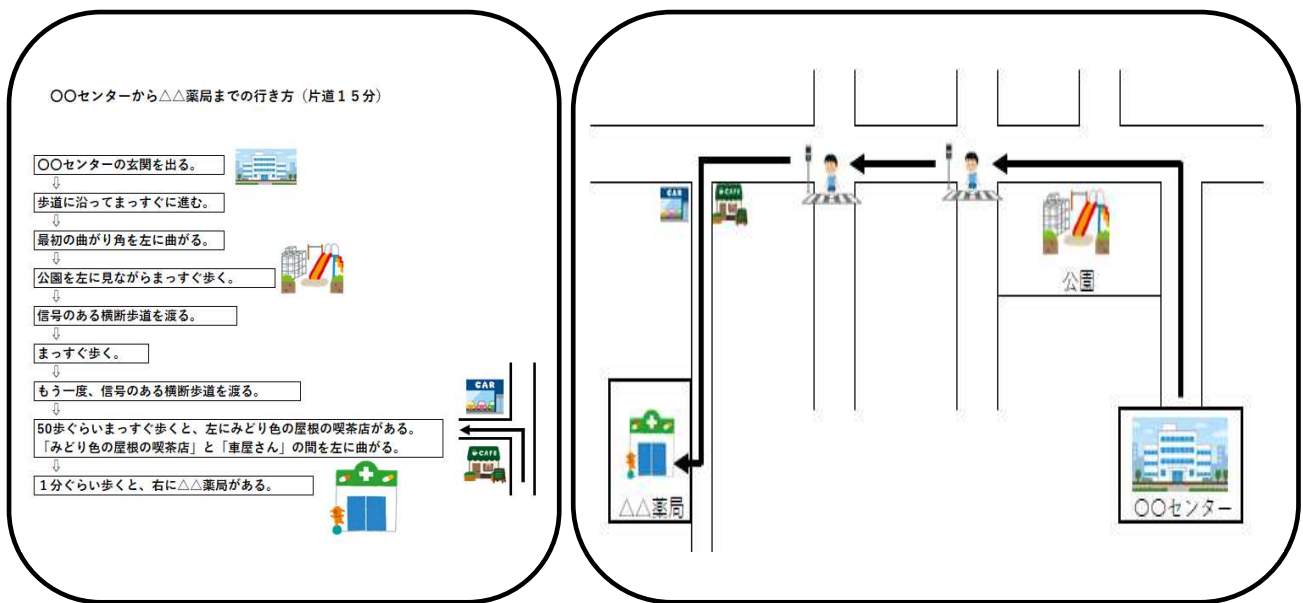 〇〇センターから△△薬局までの行き方（片道１５分）
〇〇センターの玄関を出る。
⇩
歩道に沿ってまっすぐに進む。
⇩
最初の曲がり角を左に曲がる。
⇩
公園を左に見ながらまっすぐ歩く。
⇩
信号のある横断歩道を渡る。
⇩
まっすぐ歩く。
⇩
もう一度、信号のある横断歩道を渡る。
⇩
50歩ぐらいまっすぐ歩くと、左にみどり色の屋根の喫茶店がある。
「みどり色の屋根の喫茶店」と「車屋さん」の間を左に曲がる。
⇩
１分ぐらい歩くと、右に△△薬局がある。
CAR
CAFE
CAR
CAFE
公園
△△薬局
〇〇センター